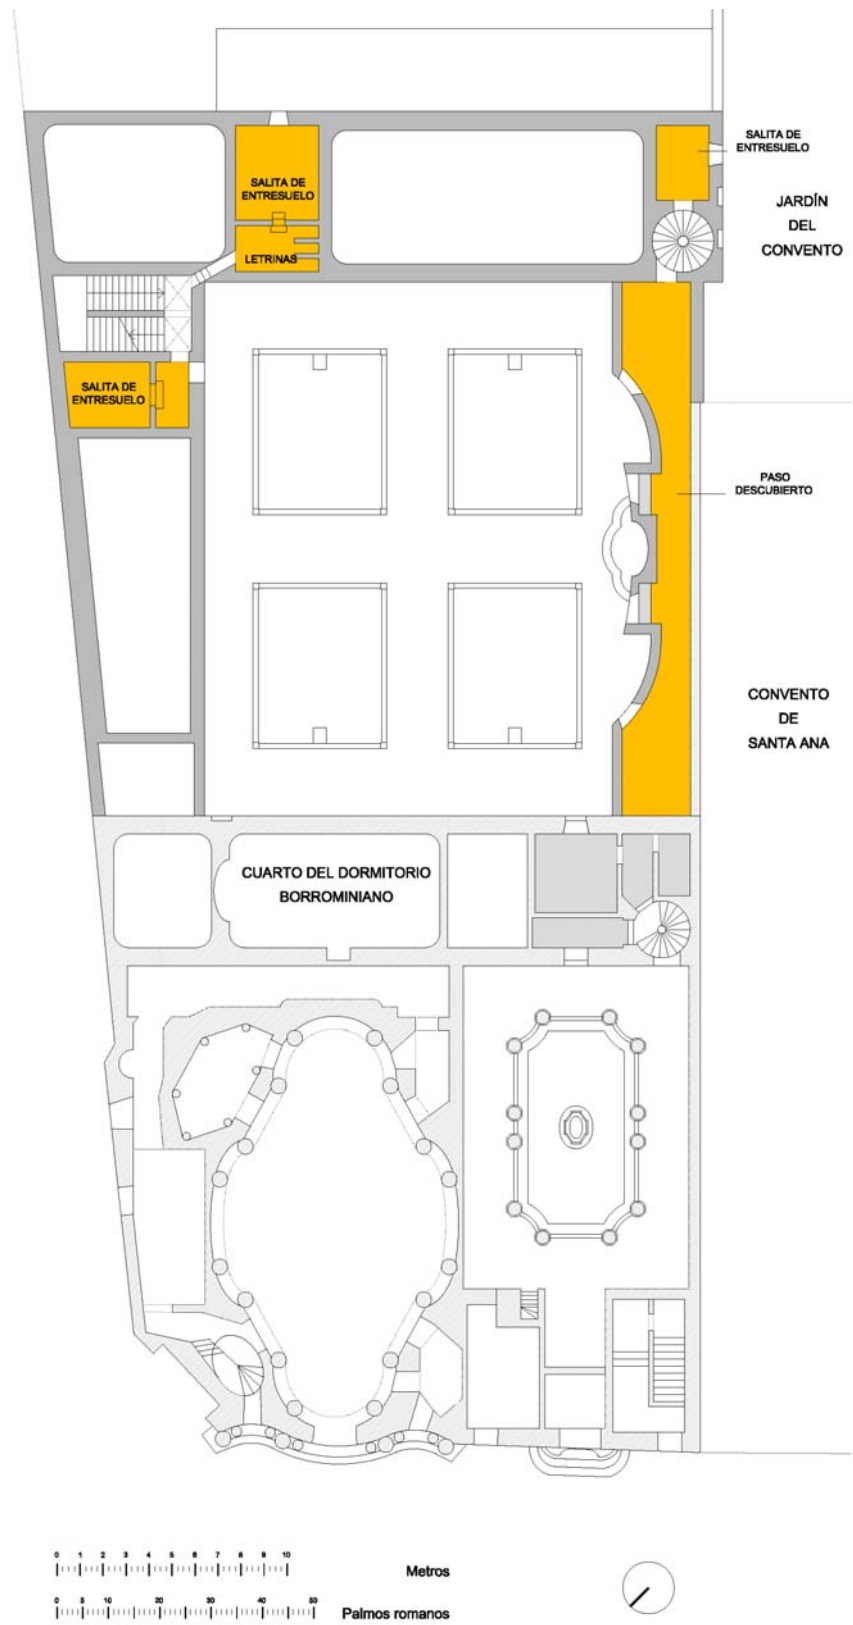 SALITA DE
ENTRESUELO
SALITA DE
ENTRESUELO
JARDÍN
DEL
CONVENTO
LETRINAS
SALITA DE
ENTRESUELO
PASO
DESCUBIERTO
CONVENTO
DE
SANTA ANA
CUARTO DEL DORMITORIO
BORROMINIANO
0 1 2 3 4 5 6 7 8 9 10
Metros
0 5 10 20 30 40 50
Palmos romanos